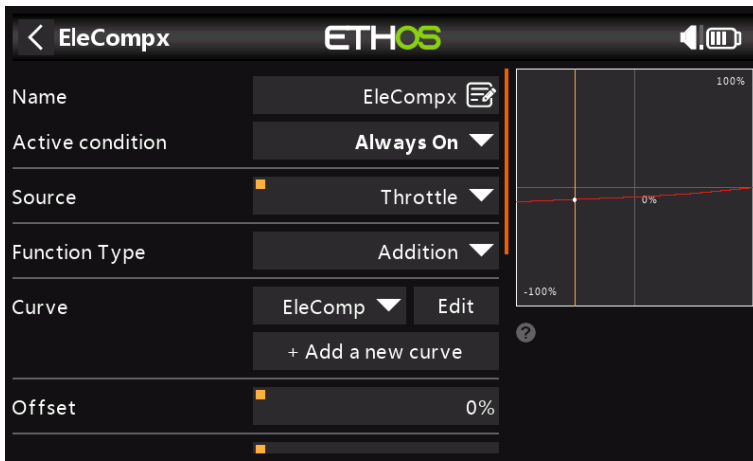 EleCompx
ETHOS
Name
EleCompx
Active condition
Always On
Source
Throttle
Function Type
Addition
Curve
EleComp
Edit
+ Add a new curve
Offset
0%
100%
0%
-100%
?